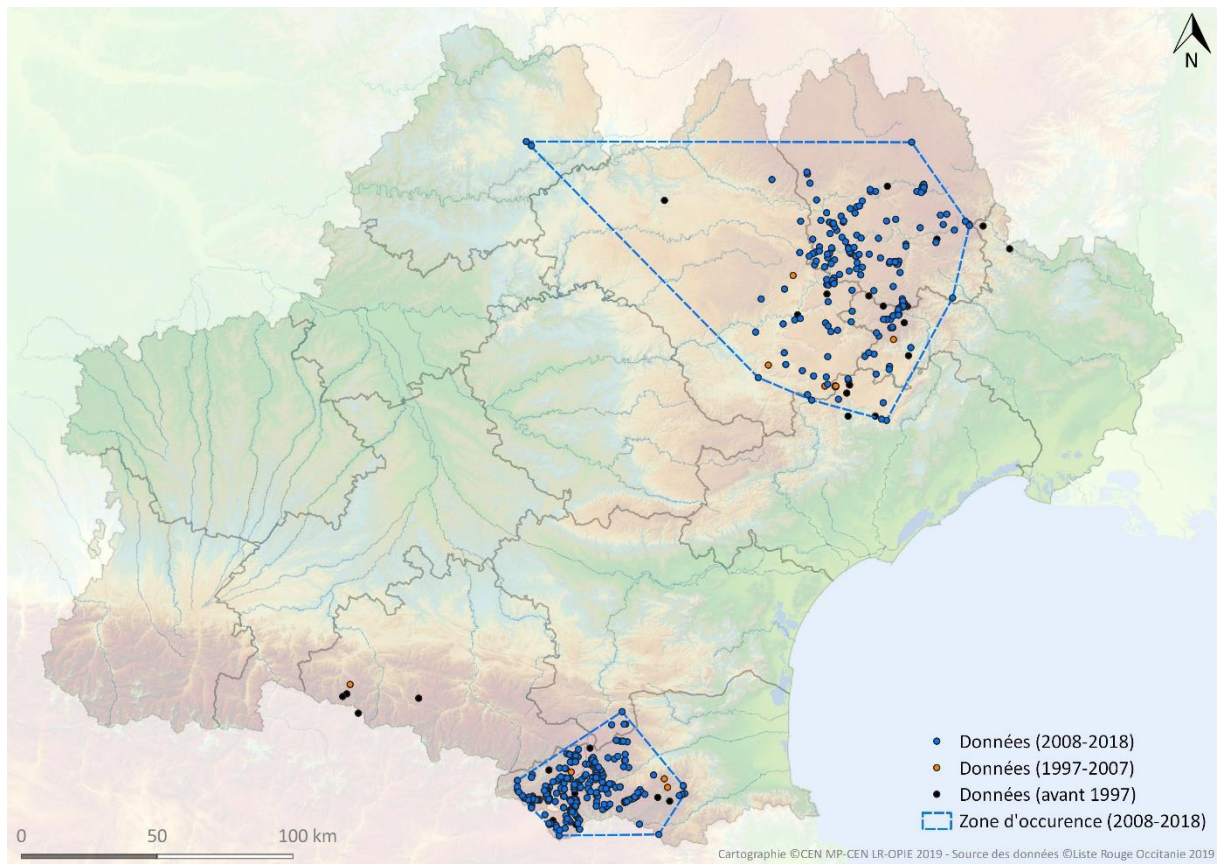 N
Données (2008-2018)
Données (1997-2007)
Données (avant 1997)
Zone d'occurence (2008-2018)
0 50 100 km
Cartographie ©CEN MP-CEN LR-OPIE 2019 - Source des données ©Liste Rouge Occitanie 2019